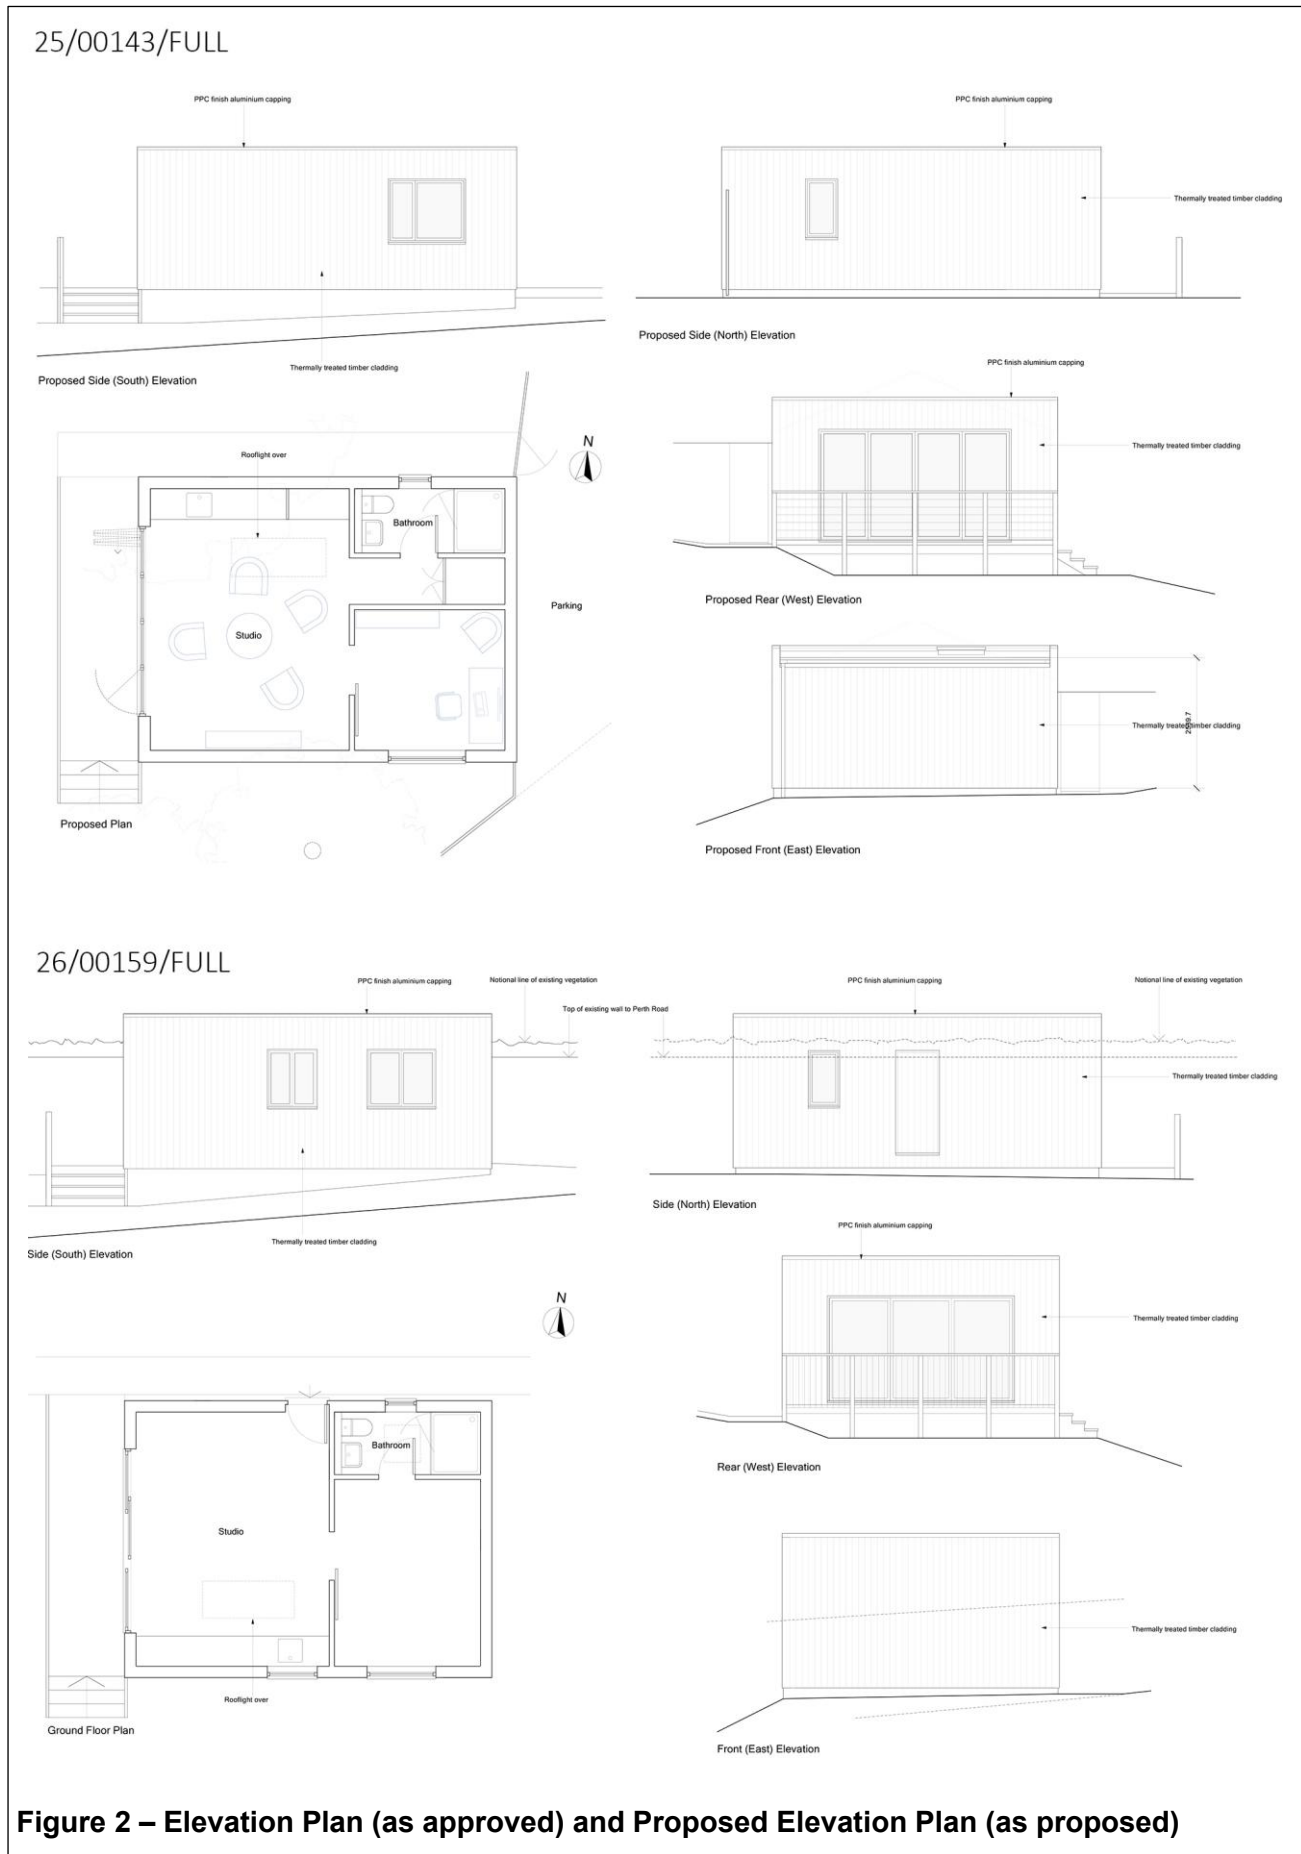 25/00143/FULL
PPC finish aluminium capping
Thermally treated timber cladding
Proposed Side (South) Elevation
PPC finish aluminium capping
Thermally treated timber cladding
Proposed Side (North) Elevation
Rooflight over
N
Bathroom
Studio
Parking
Proposed Plan
PPC finish aluminium capping
Thermally treated timber cladding
Proposed Rear (West) Elevation
Thermally treated timber cladding
Proposed Front (East) Elevation
26/00159/FULL
PPC finish aluminium capping
Notional line of existing vegetation
Top of existing wall to Perth Road
Thermally treated timber cladding
Side (South) Elevation
PPC finish aluminium capping
Notional line of existing vegetation
Thermally treated timber cladding
Side (North) Elevation
N
Bathroom
Studio
Rooflight over
Ground Floor Plan
PPC finish aluminium capping
Thermally treated timber cladding
Rear (West) Elevation
Thermally treated timber cladding
Front (East) Elevation
Figure 2 – Elevation Plan (as approved) and Proposed Elevation Plan (as proposed)